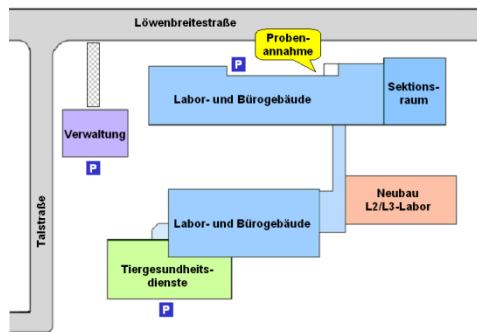 Löwenbreitestraße
Proben-
annahme
P
Labor- und Bürogebäude
Sektions-
raum
Verwaltung
P
Talstraße
Neubau
L2/L3-Labor
Labor- und Bürogebäude
Tiergesundheits-
dienste
P